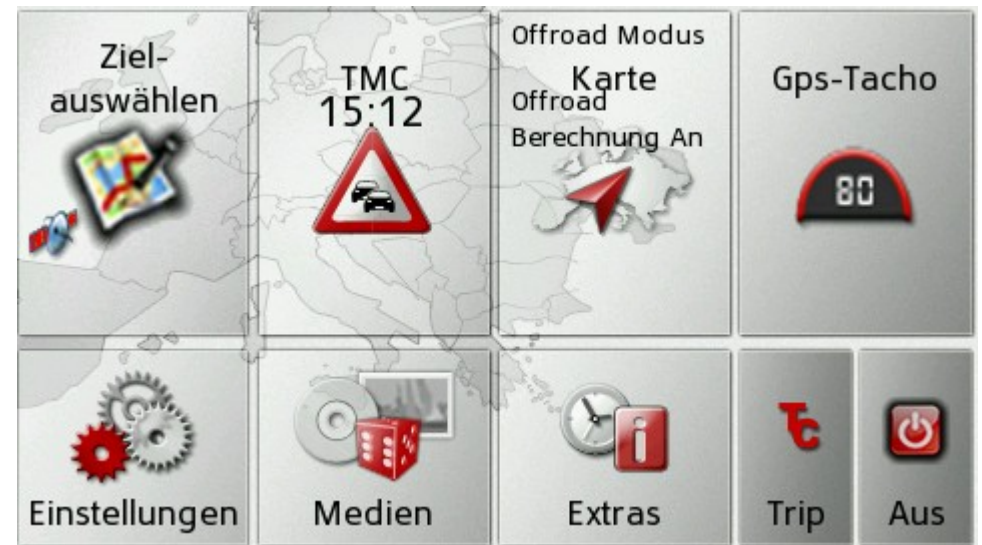 Ziel-
auswählen
TMC
15:12
Offroad Modus
Karte
Offroad
Berechnung An
Gps-Tacho
80
Einstellungen
Medien
i
Extras
Tc
Trip
Aus